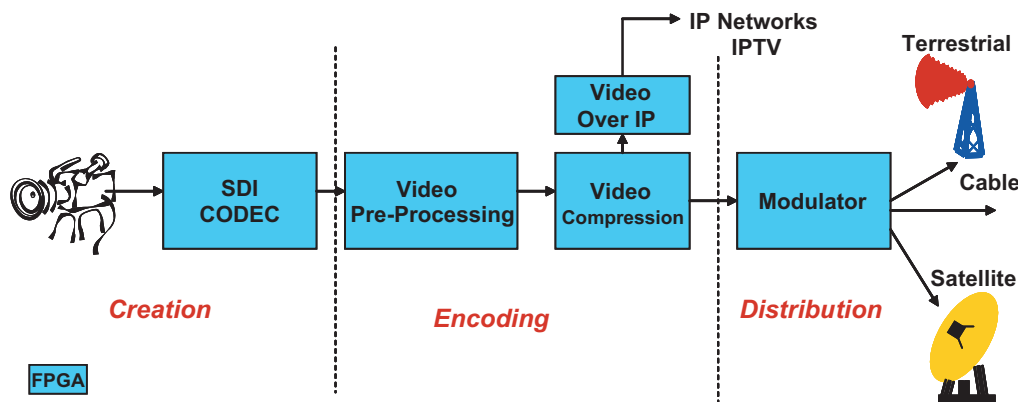 IP Networks
IPTV
Terrestrial
Video
Over IP
SDI
CODEC
Video
Pre-Processing
Video
Compression
Modulator
Cable
Satellite
Creation
Encoding
Distribution
FPGA